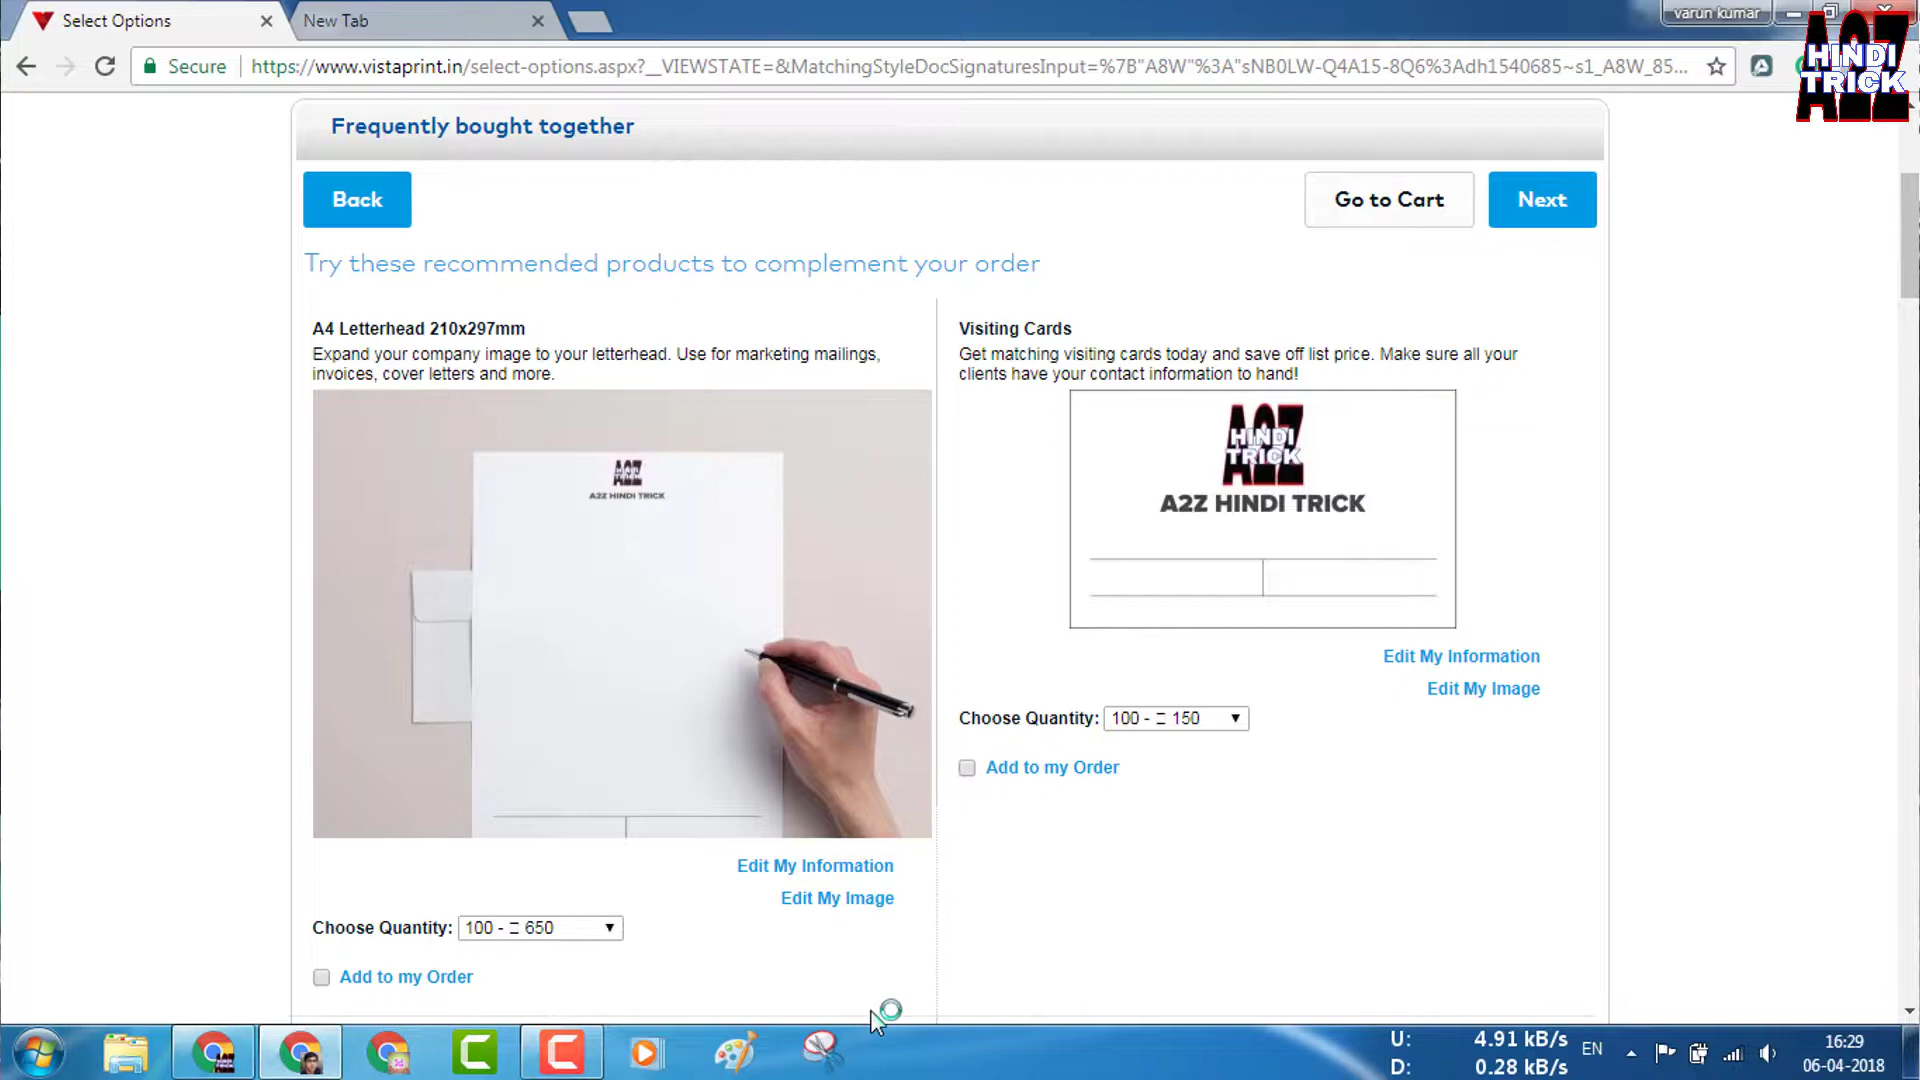 Select Options
New Tab
varun kumar
Secure
https://www.vistaprint.in/select-options.aspx?__VIEWSTATE=&MatchingStyleDocSignaturesInput=%7B"A8W"%3A"sNB0LW-Q4A15-8Q6%3Adh1540685~s1_A8W_85...
A2Z
HINDI
TRICK
Frequently bought together
Back
Go to Cart
Next
Try these recommended products to complement your order
A4 Letterhead 210x297mm
Expand your company image to your letterhead. Use for marketing mailings,
invoices, cover letters and more.
A2Z
HINDI
TRICK
A2Z HINDI TRICK
Edit My Information
Edit My Image
Choose Quantity: 100 - 650
Add to my Order
Visiting Cards
Get matching visiting cards today and save off list price. Make sure all your
clients have your contact information to hand!
A2Z
HINDI
TRICK
A2Z HINDI TRICK
Edit My Information
Edit My Image
Choose Quantity: 100 - 150
Add to my Order
U: 4.91 kB/s
D: 0.28 kB/s
EN
16:29
06-04-2018